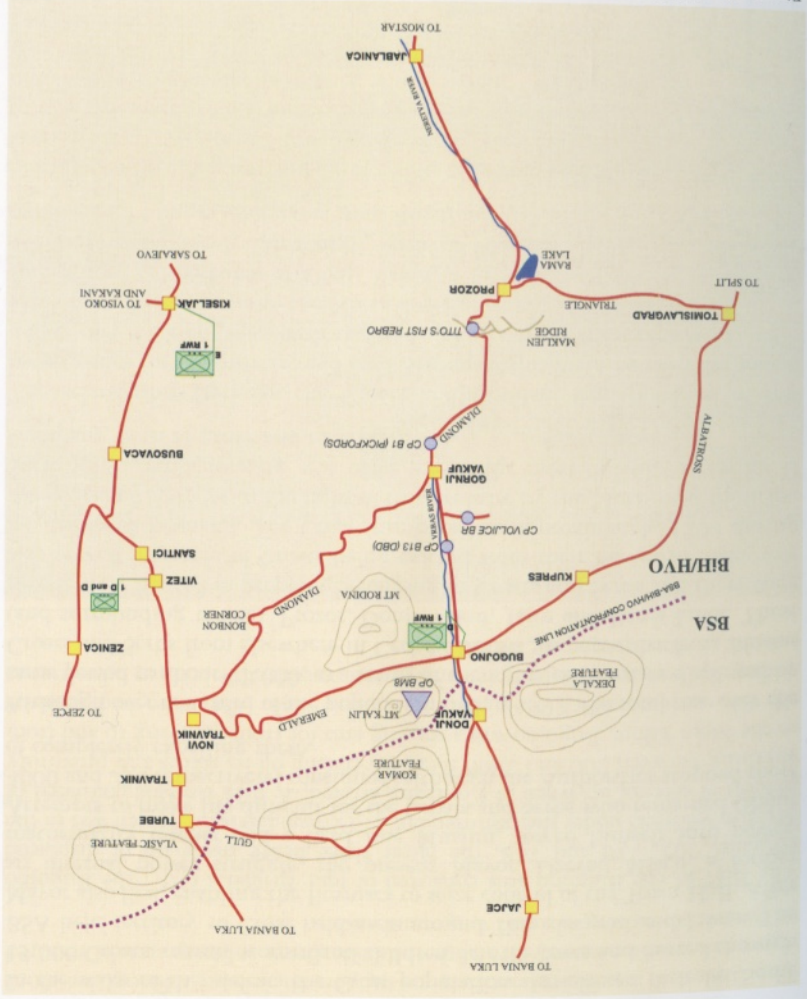 TO BANJA LUKA
TO BANJA LUKA
JAJCE
VLASIC FEATURE
GULL
TURBE
TRAVNIK
KOMAR
FEATURE
NOVI
TRAVNIK
EMERALD
DONJI
VAKUF
MT KALIN
TO ZEPCE
OP BM8
DEKALA
FEATURE
BUGOJNO
ZENICA
BSA
BSA-BiH/HVO CONFRONTATION LINE
D
1 RWF
BONBON
CORNER
MT RODINA
DIAMOND
1 D and D
VITEZ
KUPRES
BiH/HVO
SANTICI
CP B13 (DBD)
CP VOLJICE BR
VRBAS RIVER
GORNJI
VAKUF
BUSOVACA
CP B1 (PICKFORDS)
ALBATROSS
DIAMOND
E
1 RWF
MAKLJEN
RIDGE
TITO'S FIST REBRO
TOMISLAVGRAD
TRIANGLE
PROZOR
KISELJAK
TO VISOKO
AND KAKANI
TO SPLIT
RAMA
LAKE
TO SARAJEVO
NERETVA RIVER
JABLANICA
TO MOSTAR